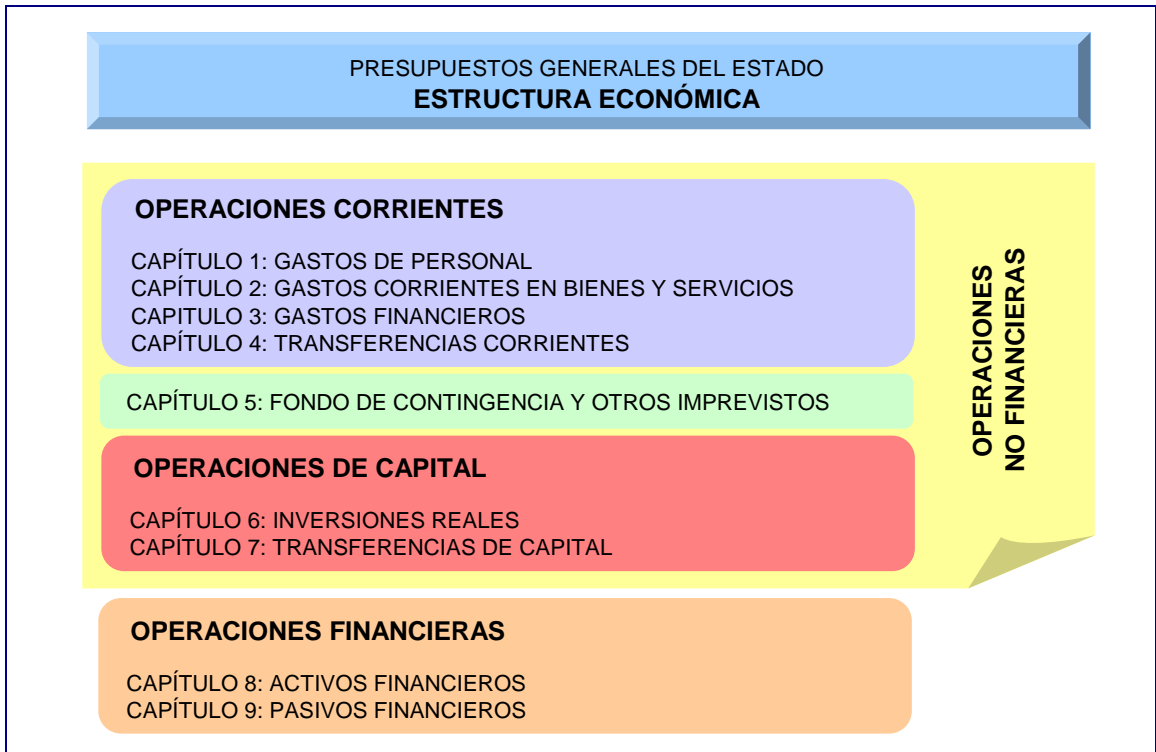 PRESUPUESTOS GENERALES DEL ESTADO
ESTRUCTURA ECONÓMICA
OPERACIONES CORRIENTES
CAPÍTULO 1: GASTOS DE PERSONAL
CAPÍTULO 2: GASTOS CORRIENTES EN BIENES Y SERVICIOS
CAPITULO 3: GASTOS FINANCIEROS
CAPÍTULO 4: TRANSFERENCIAS CORRIENTES
CAPÍTULO 5: FONDO DE CONTINGENCIA Y OTROS IMPREVISTOS
OPERACIONES DE CAPITAL
CAPÍTULO 6: INVERSIONES REALES
CAPÍTULO 7: TRANSFERENCIAS DE CAPITAL
OPERACIONES
NO FINANCIERAS
OPERACIONES FINANCIERAS
CAPÍTULO 8: ACTIVOS FINANCIEROS
CAPÍTULO 9: PASIVOS FINANCIEROS